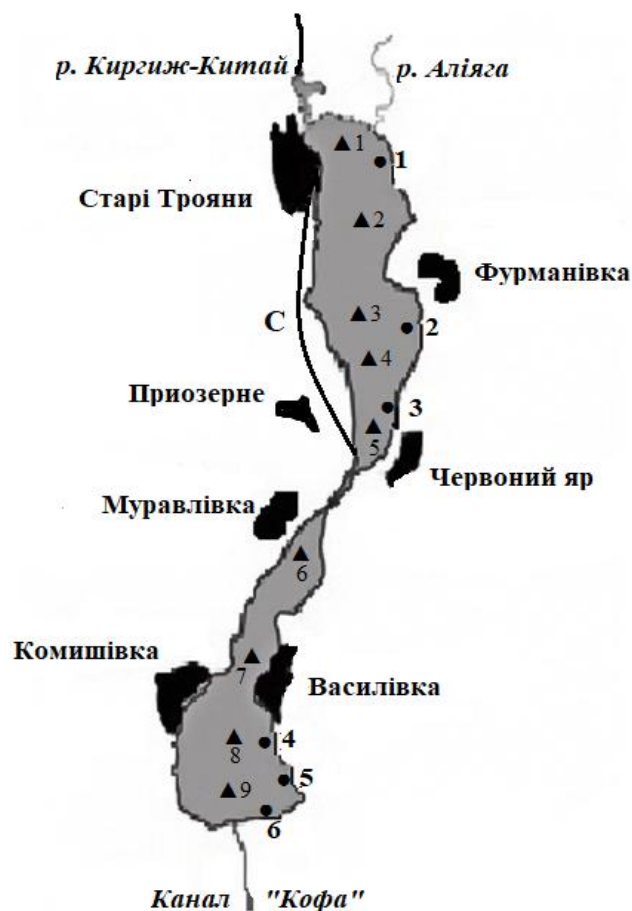 р. Киргиж-Китай
р. Аліяга
1
1
Старі Трояни
2
Фурманівка
3
2
С
4
Приозерне
3
5
Червоний яр
Муравлівка
6
Комишівка
7
Василівка
8
4
9
5
6
Канал "Кофа"